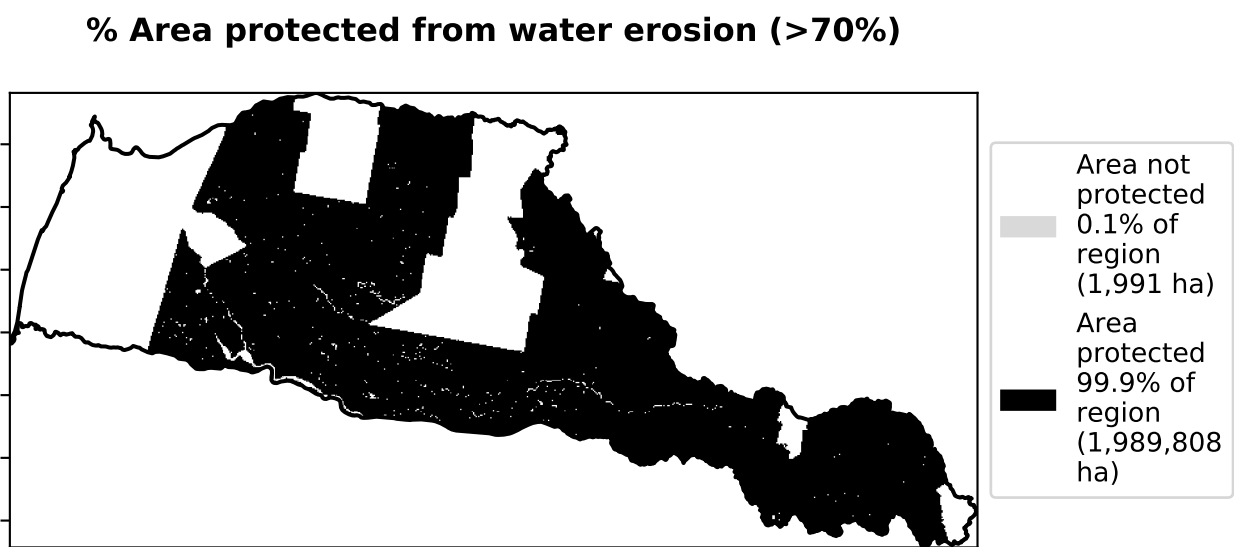 % Area protected from water erosion (>70%)
Area not
protected
0.1% of
region
(1,991 ha)
Area
protected
99.9% of
region
(1,989,808
ha)